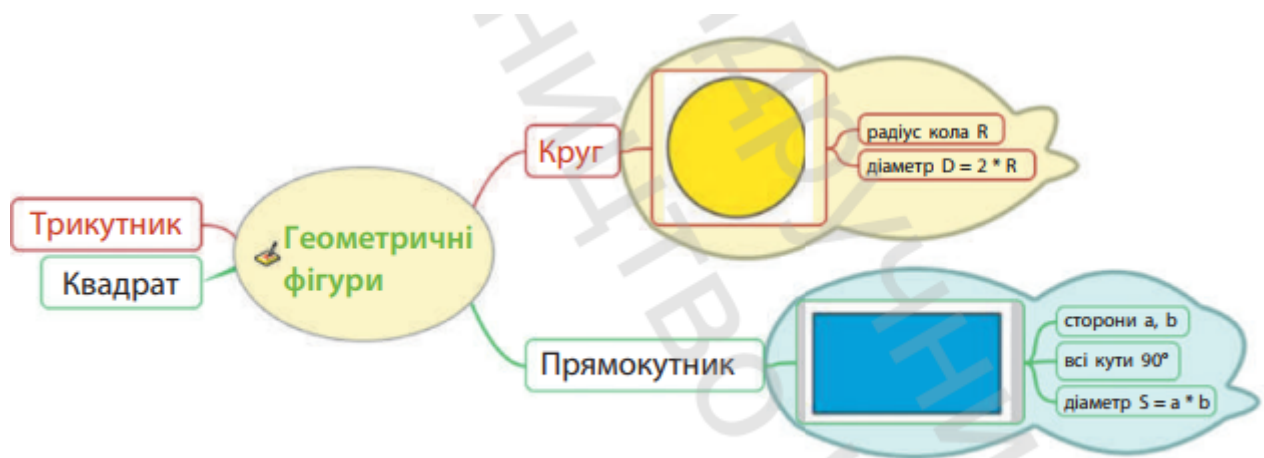 Трикутник
Квадрат
Геометричні
фігури
Круг
радіус кола R
діаметр D = 2 * R
Прямокутник
сторони a, b
всі кути 90°
діаметр S = a * b